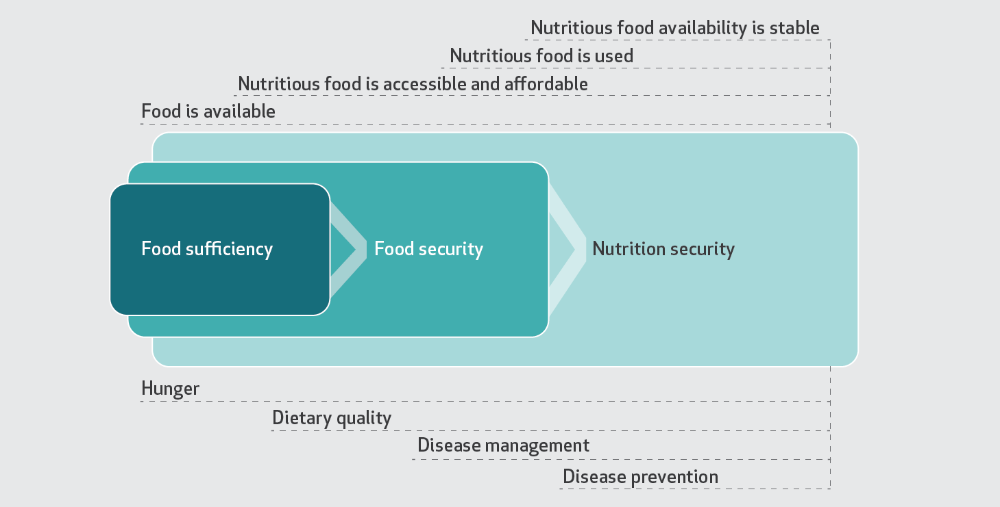 Nutritious food availability is stable
Nutritious food is used
Nutritious food is accessible and affordable
Food is available
Food sufficiency
Food security
Nutrition security
Hunger
Dietary quality
Disease management
Disease prevention